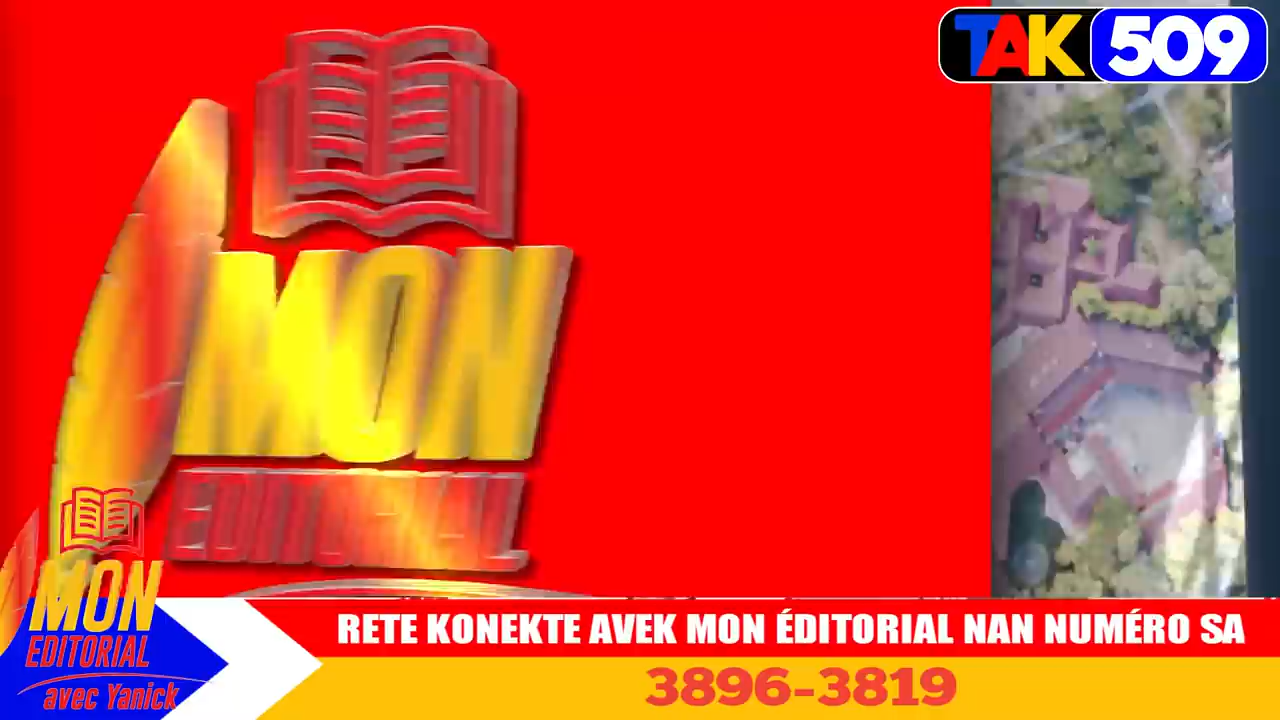 TAK 509
MON
EDITORIAL
MON
EDITORIAL
avec Yanick
RETE KONEKTE AVEK MON ÉDITORIAL NAN NUMÉRO SA
3896-3819